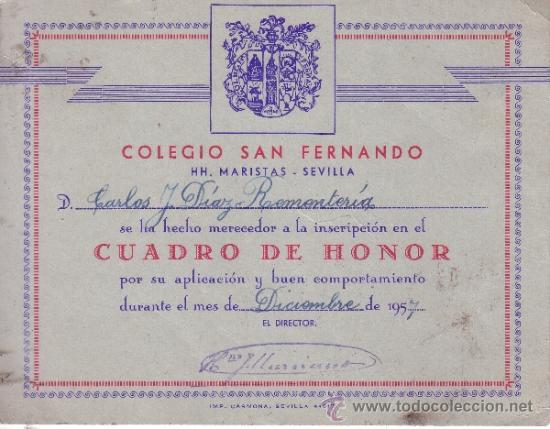 COLEGIO SAN FERNANDO
HH. MARISTAS - SEVILLA
D. Carlos J. Díaz-Remontería
se ha hecho merecedor a la inscripción en el
CUADRO DE HONOR
por su aplicación y buen comportamiento
durante el mes de Diciembre de 1957
EL DIRECTOR.
IMP. CARMONA, SEVILLA
todocoleccion
www.todocoleccion.net